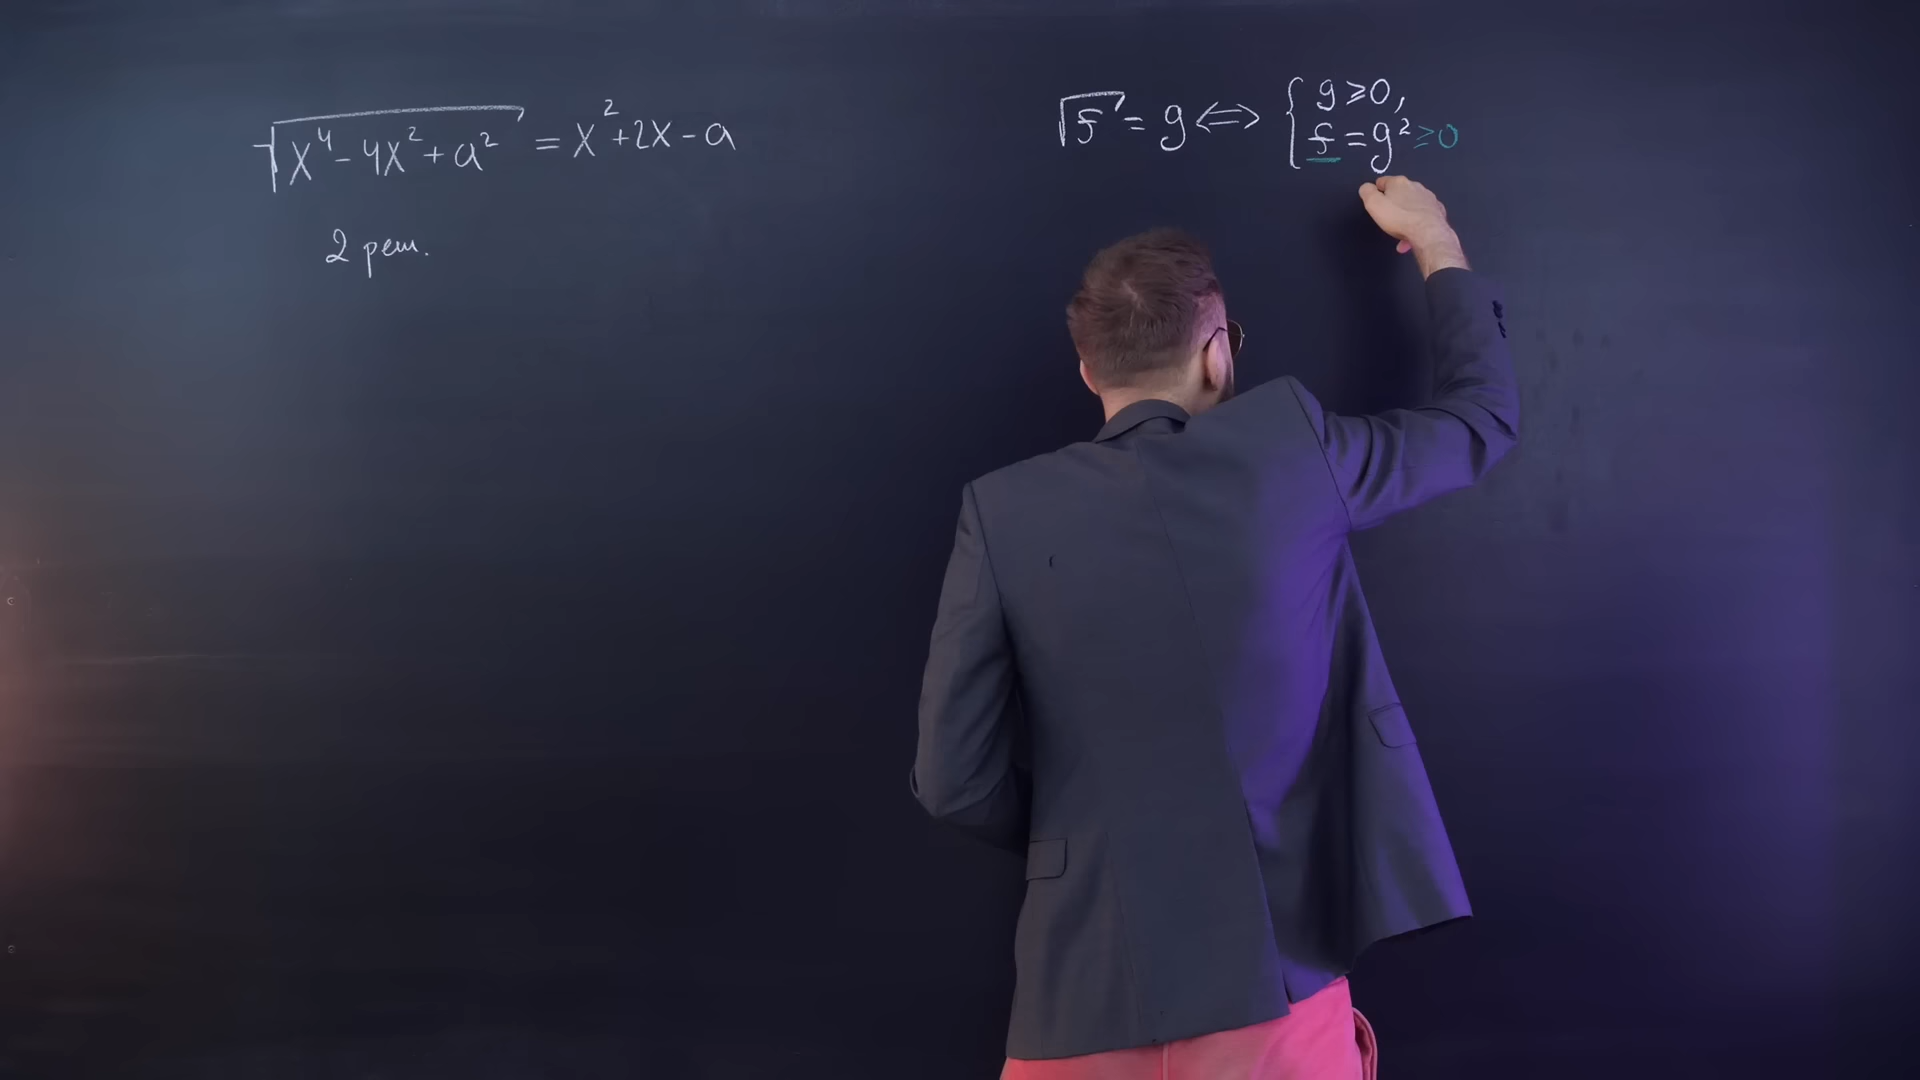 √(x⁴ - 4x² + a²) = x² + 2x - a
2 реш.
√f = g ⇔ { g ≥ 0,
f = g² ≥ 0